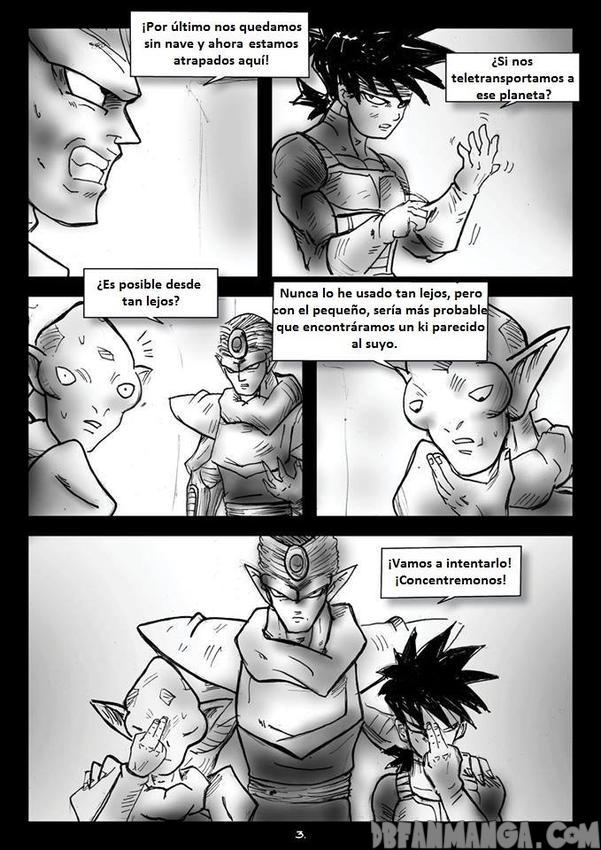 ¡Por último nos quedamos
sin nave y ahora estamos
atrapados aquí!
¿Si nos
teletransportamos a
ese planeta?
¿Es posible desde
tan lejos?
Nunca lo he usado tan lejos, pero
con el pequeño, sería más probable
que encontráramos un ki parecido
al suyo.
¡Vamos a intentarlo!
¡Concentremonos!
3.
DBFANMANGA.COM